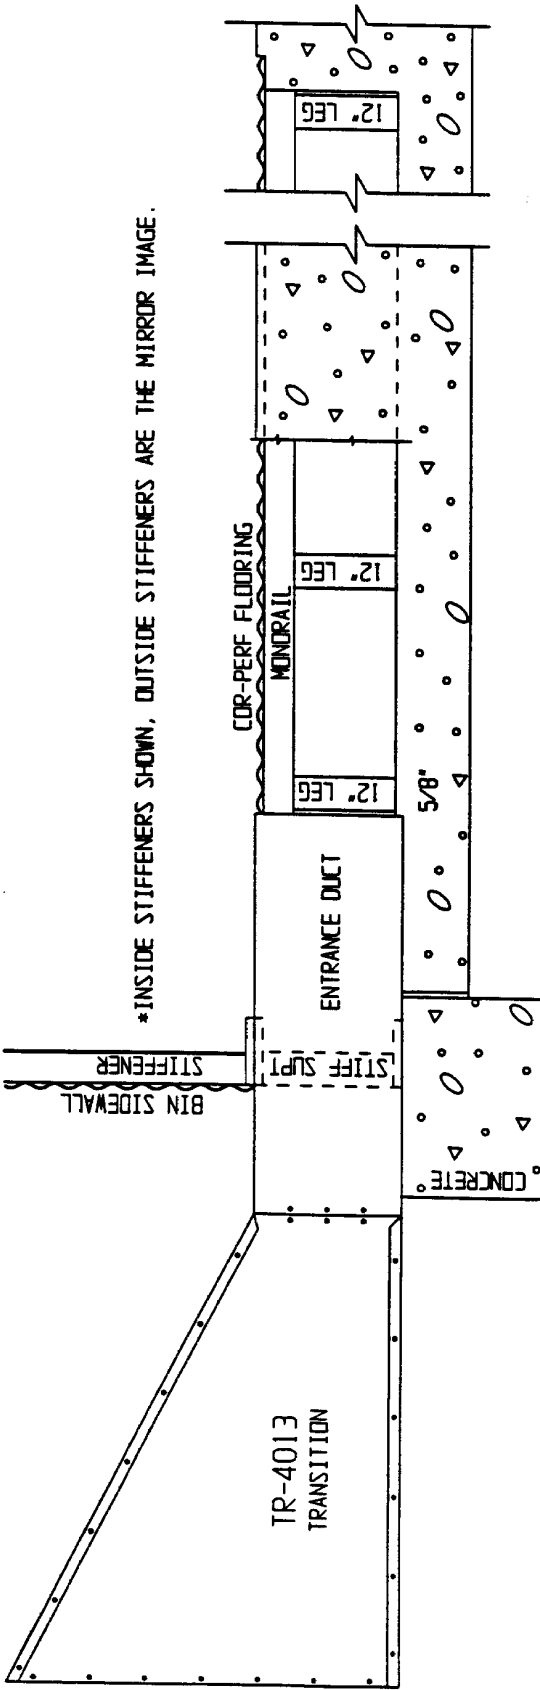 *INSIDE STIFFENERS SHOWN, OUTSIDE STIFFENERS ARE THE MIRROR IMAGE.
BIN SIDEWALL
STIFFENER
STIFF SUPT
COR-PERF FLOORING
MONORAIL
12" LEG
12" LEG
12" LEG
ENTRANCE DUCT
5/8"
TR-4013
TRANSITION
CONCRETE